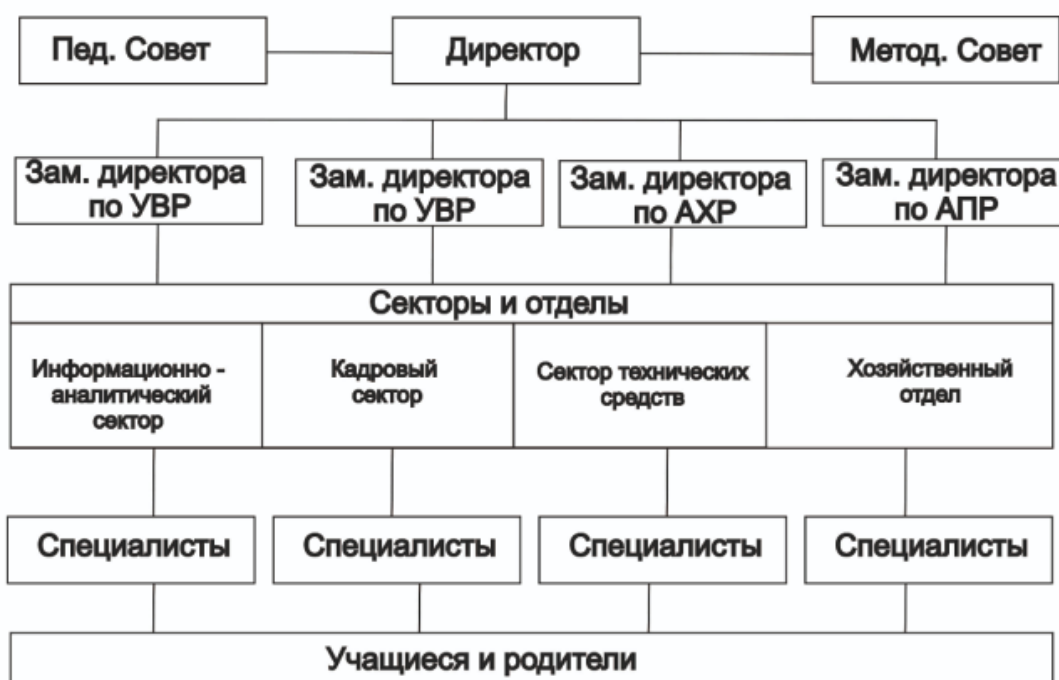 Пед. Совет
Директор
Метод. Совет
Зам. директора
по УВР
Зам. директора
по УВР
Зам. директора
по АХР
Зам. директора
по АПР
Секторы и отделы
Информационно -
аналитический
сектор
Кадровый
сектор
Сектор технических
средств
Хозяйственный
отдел
Специалисты
Специалисты
Специалисты
Специалисты
Учащиеся и родители